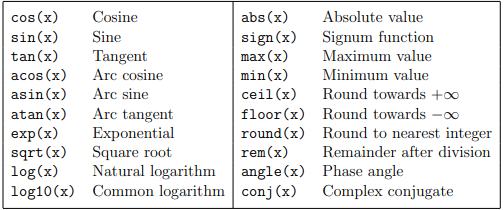 cos(x) Cosine abs(x) Absolute value
sin(x) Sine sign(x) Signum function
tan(x) Tangent max(x) Maximum value
acos(x) Arc cosine min(x) Minimum value
asin(x) Arc sine ceil(x) Round towards +∞
atan(x) Arc tangent floor(x) Round towards −∞
exp(x) Exponential round(x) Round to nearest integer
sqrt(x) Square root rem(x) Remainder after division
log(x) Natural logarithm angle(x) Phase angle
log10(x) Common logarithm conj(x) Complex conjugate